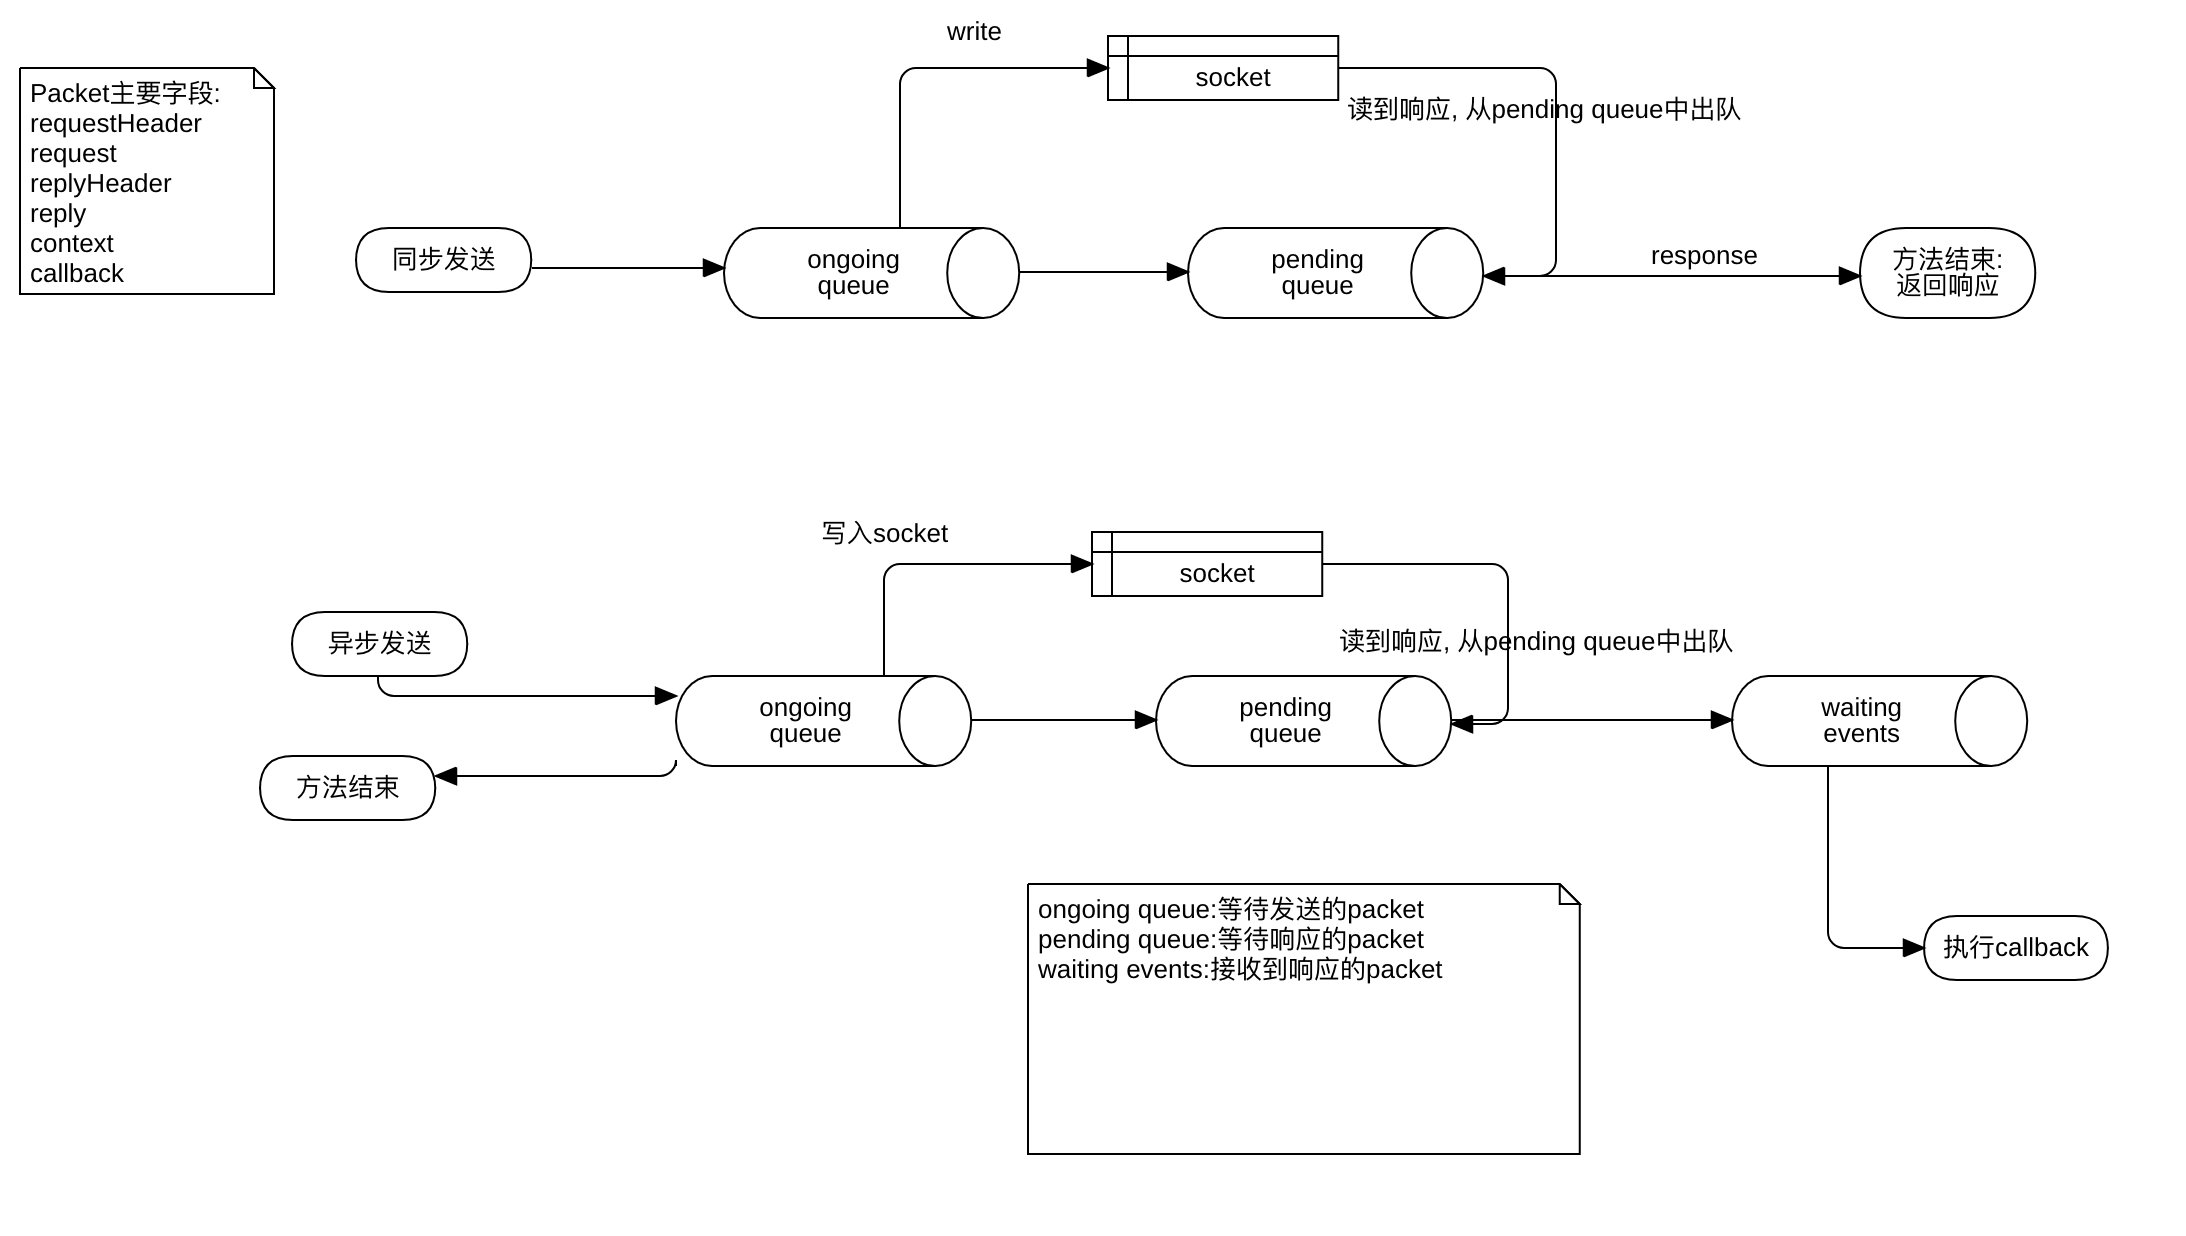 write
socket
Packet主要字段:
requestHeader
request
replyHeader
reply
context
callback
读到响应, 从pending queue中出队
同步发送
ongoing
queue
pending
queue
response
方法结束:
返回响应
写入socket
socket
异步发送
读到响应, 从pending queue中出队
ongoing
queue
pending
queue
waiting
events
方法结束
ongoing queue:等待发送的packet
pending queue:等待响应的packet
waiting events:接收到响应的packet
执行callback